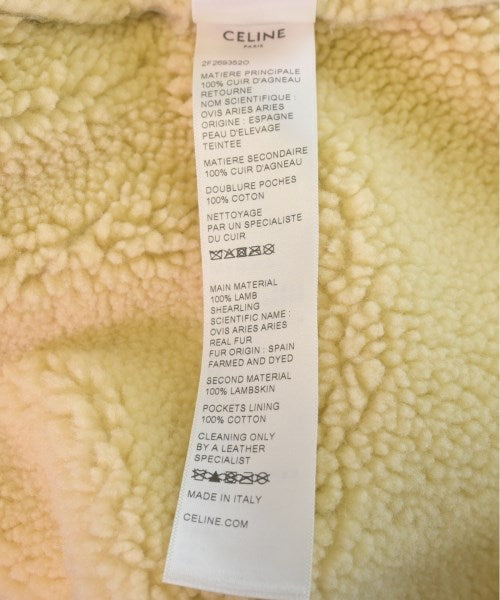 CELINE
PARIS
2F269352O
MATIERE PRINCIPALE
100% CUIR D'AGNEAU
RETOURNE
NOM SCIENTIFIQUE :
OVIS ARIES ARIES
ORIGINE : ESPAGNE
PEAU D'ELEVAGE
TEINTEE
MATIERE SECONDAIRE
100% CUIR D'AGNEAU
DOUBLURE POCHES
100% COTON
NETTOYAGE
PAR UN SPECIALISTE
DU CUIR
MAIN MATERIAL
100% LAMB
SHEARLING
SCIENTIFIC NAME :
OVIS ARIES ARIES
REAL FUR
FUR ORIGIN : SPAIN
FARMED AND DYED
SECOND MATERIAL
100% LAMBSKIN
POCKETS LINING
100% COTTON
CLEANING ONLY
BY A LEATHER
SPECIALIST
MADE IN ITALY
CELINE.COM